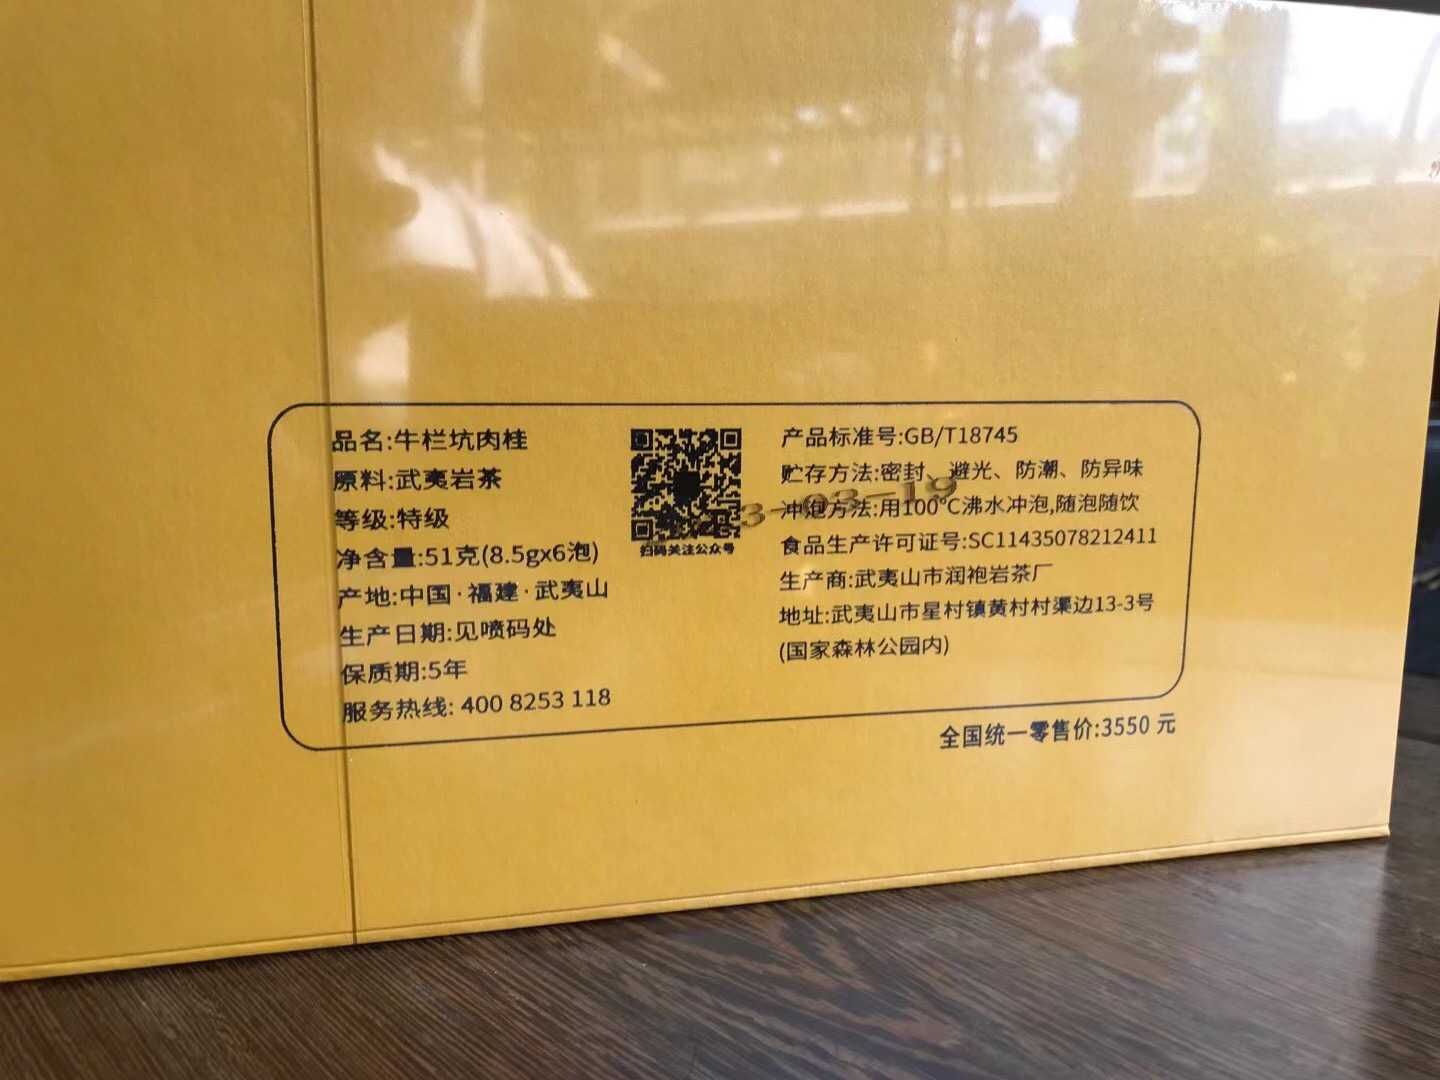 品名:牛栏坑肉桂
原料:武夷岩茶
等级:特级
净含量:51克(8.5gx6泡)
产地:中国·福建·武夷山
生产日期:见喷码处
保质期:5年
服务热线: 400 8253 118
扫码关注公众号
3-03-19
产品标准号:GB/T18745
贮存方法:密封、避光、防潮、防异味
冲泡方法:用100℃沸水冲泡,随泡随饮
食品生产许可证号:SC11435078212411
生产商:武夷山市润袍岩茶厂
地址:武夷山市星村镇黄村村渠边13-3号
(国家森林公园内)
全国统一零售价:3550 元